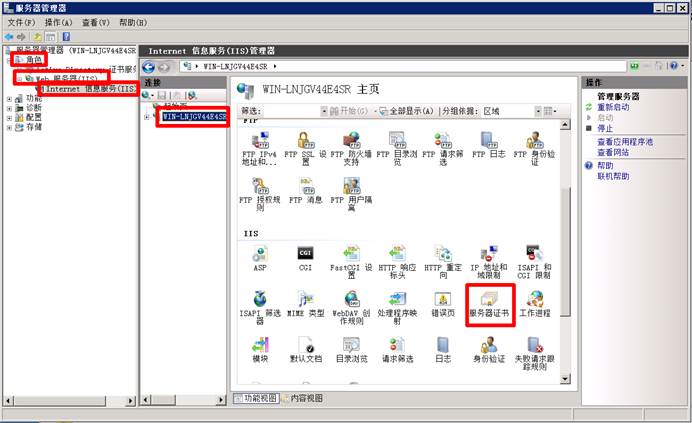 服务器管理器
文件(F) 操作(A) 查看(V) 帮助(H)
服务器管理器 (WIN-LNJGV44E4SR
角色
Active Directory 证书服
Web 服务器(IIS)
Internet 信息服务(IIS)
功能
诊断
配置
存储
Internet 信息服务(IIS)管理器
WIN-LNJGV44E4SR
连接
起始页
WIN-LNJGV44E4SR
WIN-LNJGV44E4SR 主页
筛选:
开始(G)
全部显示(A)
分组依据:
区域
FTP
FTP IPv4 地址和...
FTP SSL 设置
FTP 防火墙支持
FTP 目录浏览
FTP 请求筛选
FTP 日志
FTP 身份验证
FTP 授权规则
FTP 消息
FTP 用户隔离
IIS
ASP
CGI
FastCGI 设置
HTTP 响应标头
HTTP 重定向
IP 地址和域限制
ISAPI 和 CGI 限制
ISAPI 筛选器
MIME 类型
WebDAV 创作规则
处理程序映射
错误页
服务器证书
工作进程
模块
默认文档
目录浏览
请求筛选
日志
身份验证
失败请求跟踪规则
功能视图
内容视图
操作
管理服务器
重新启动
启动
停止
查看应用程序池
查看网站
帮助
联机帮助